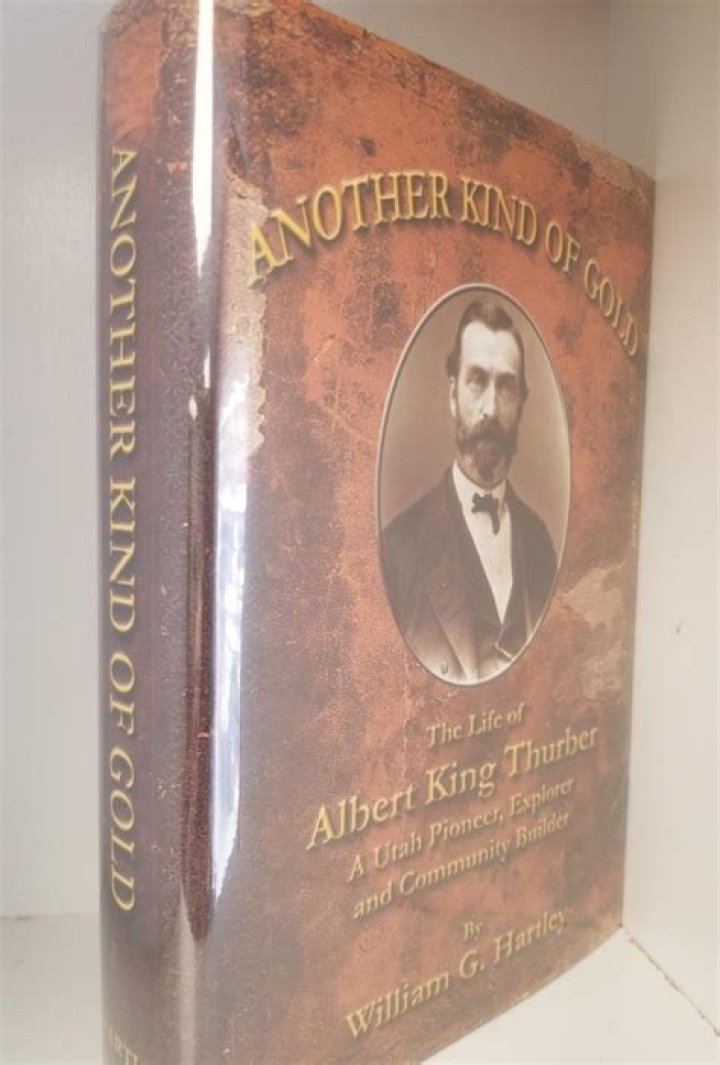 ANOTHER KIND OF GOLD
ANOTHER KIND OF GOLD
The Life of
Albert King Thurber
A Utah Pioneer, Explorer
and Community Builder
By
William G. Hartley